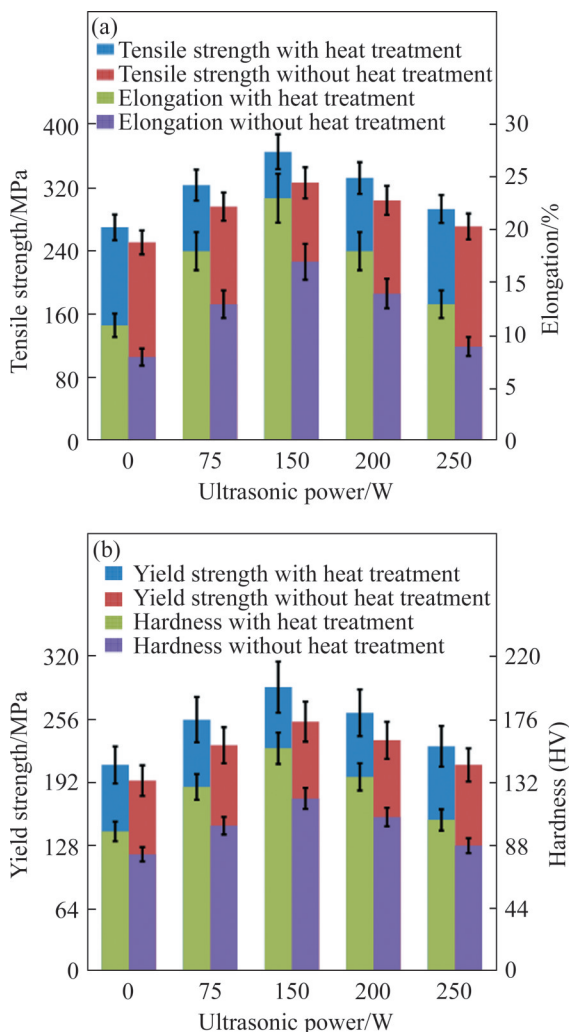 (a)
Tensile strength with heat treatment
Tensile strength without heat treatment
Elongation with heat treatment
Elongation without heat treatment
400
320
240
160
80
0
Tensile strength/MPa
30
25
20
15
10
5
0
Elongation/%
0 75 150 200 250
Ultrasonic power/W
(b)
Yield strength with heat treatment
Yield strength without heat treatment
Hardness with heat treatment
Hardness without heat treatment
320
256
192
128
64
0
Yield strength/MPa
220
176
132
88
44
0
Hardness (HV)
0 75 150 200 250
Ultrasonic power/W